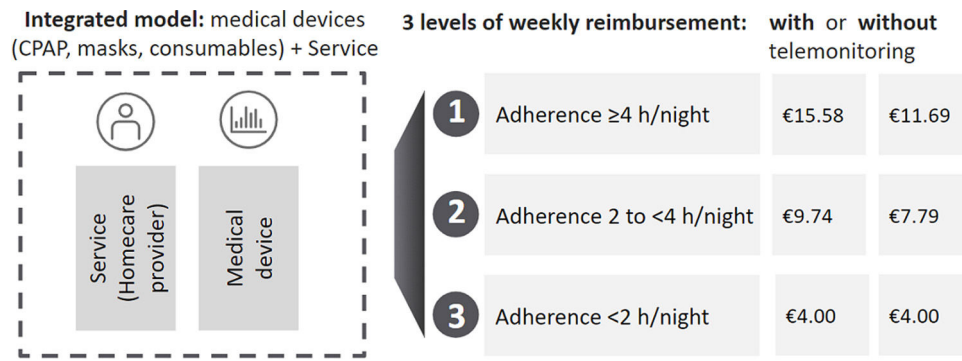 Integrated model: medical devices
(CPAP, masks, consumables) + Service
Service
(Homecare
provider)
Medical
device
3 levels of weekly reimbursement:
with or without
telemonitoring
1 Adherence ≥4 h/night €15.58 €11.69
2 Adherence 2 to <4 h/night €9.74 €7.79
3 Adherence <2 h/night €4.00 €4.00